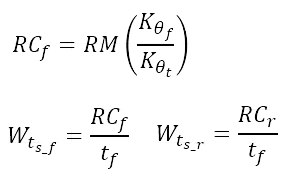 RC_f = RM (K_θ_f / K_θ_t)
W_ts_f = RC_f / t_f W_ts_r = RC_r / t_f